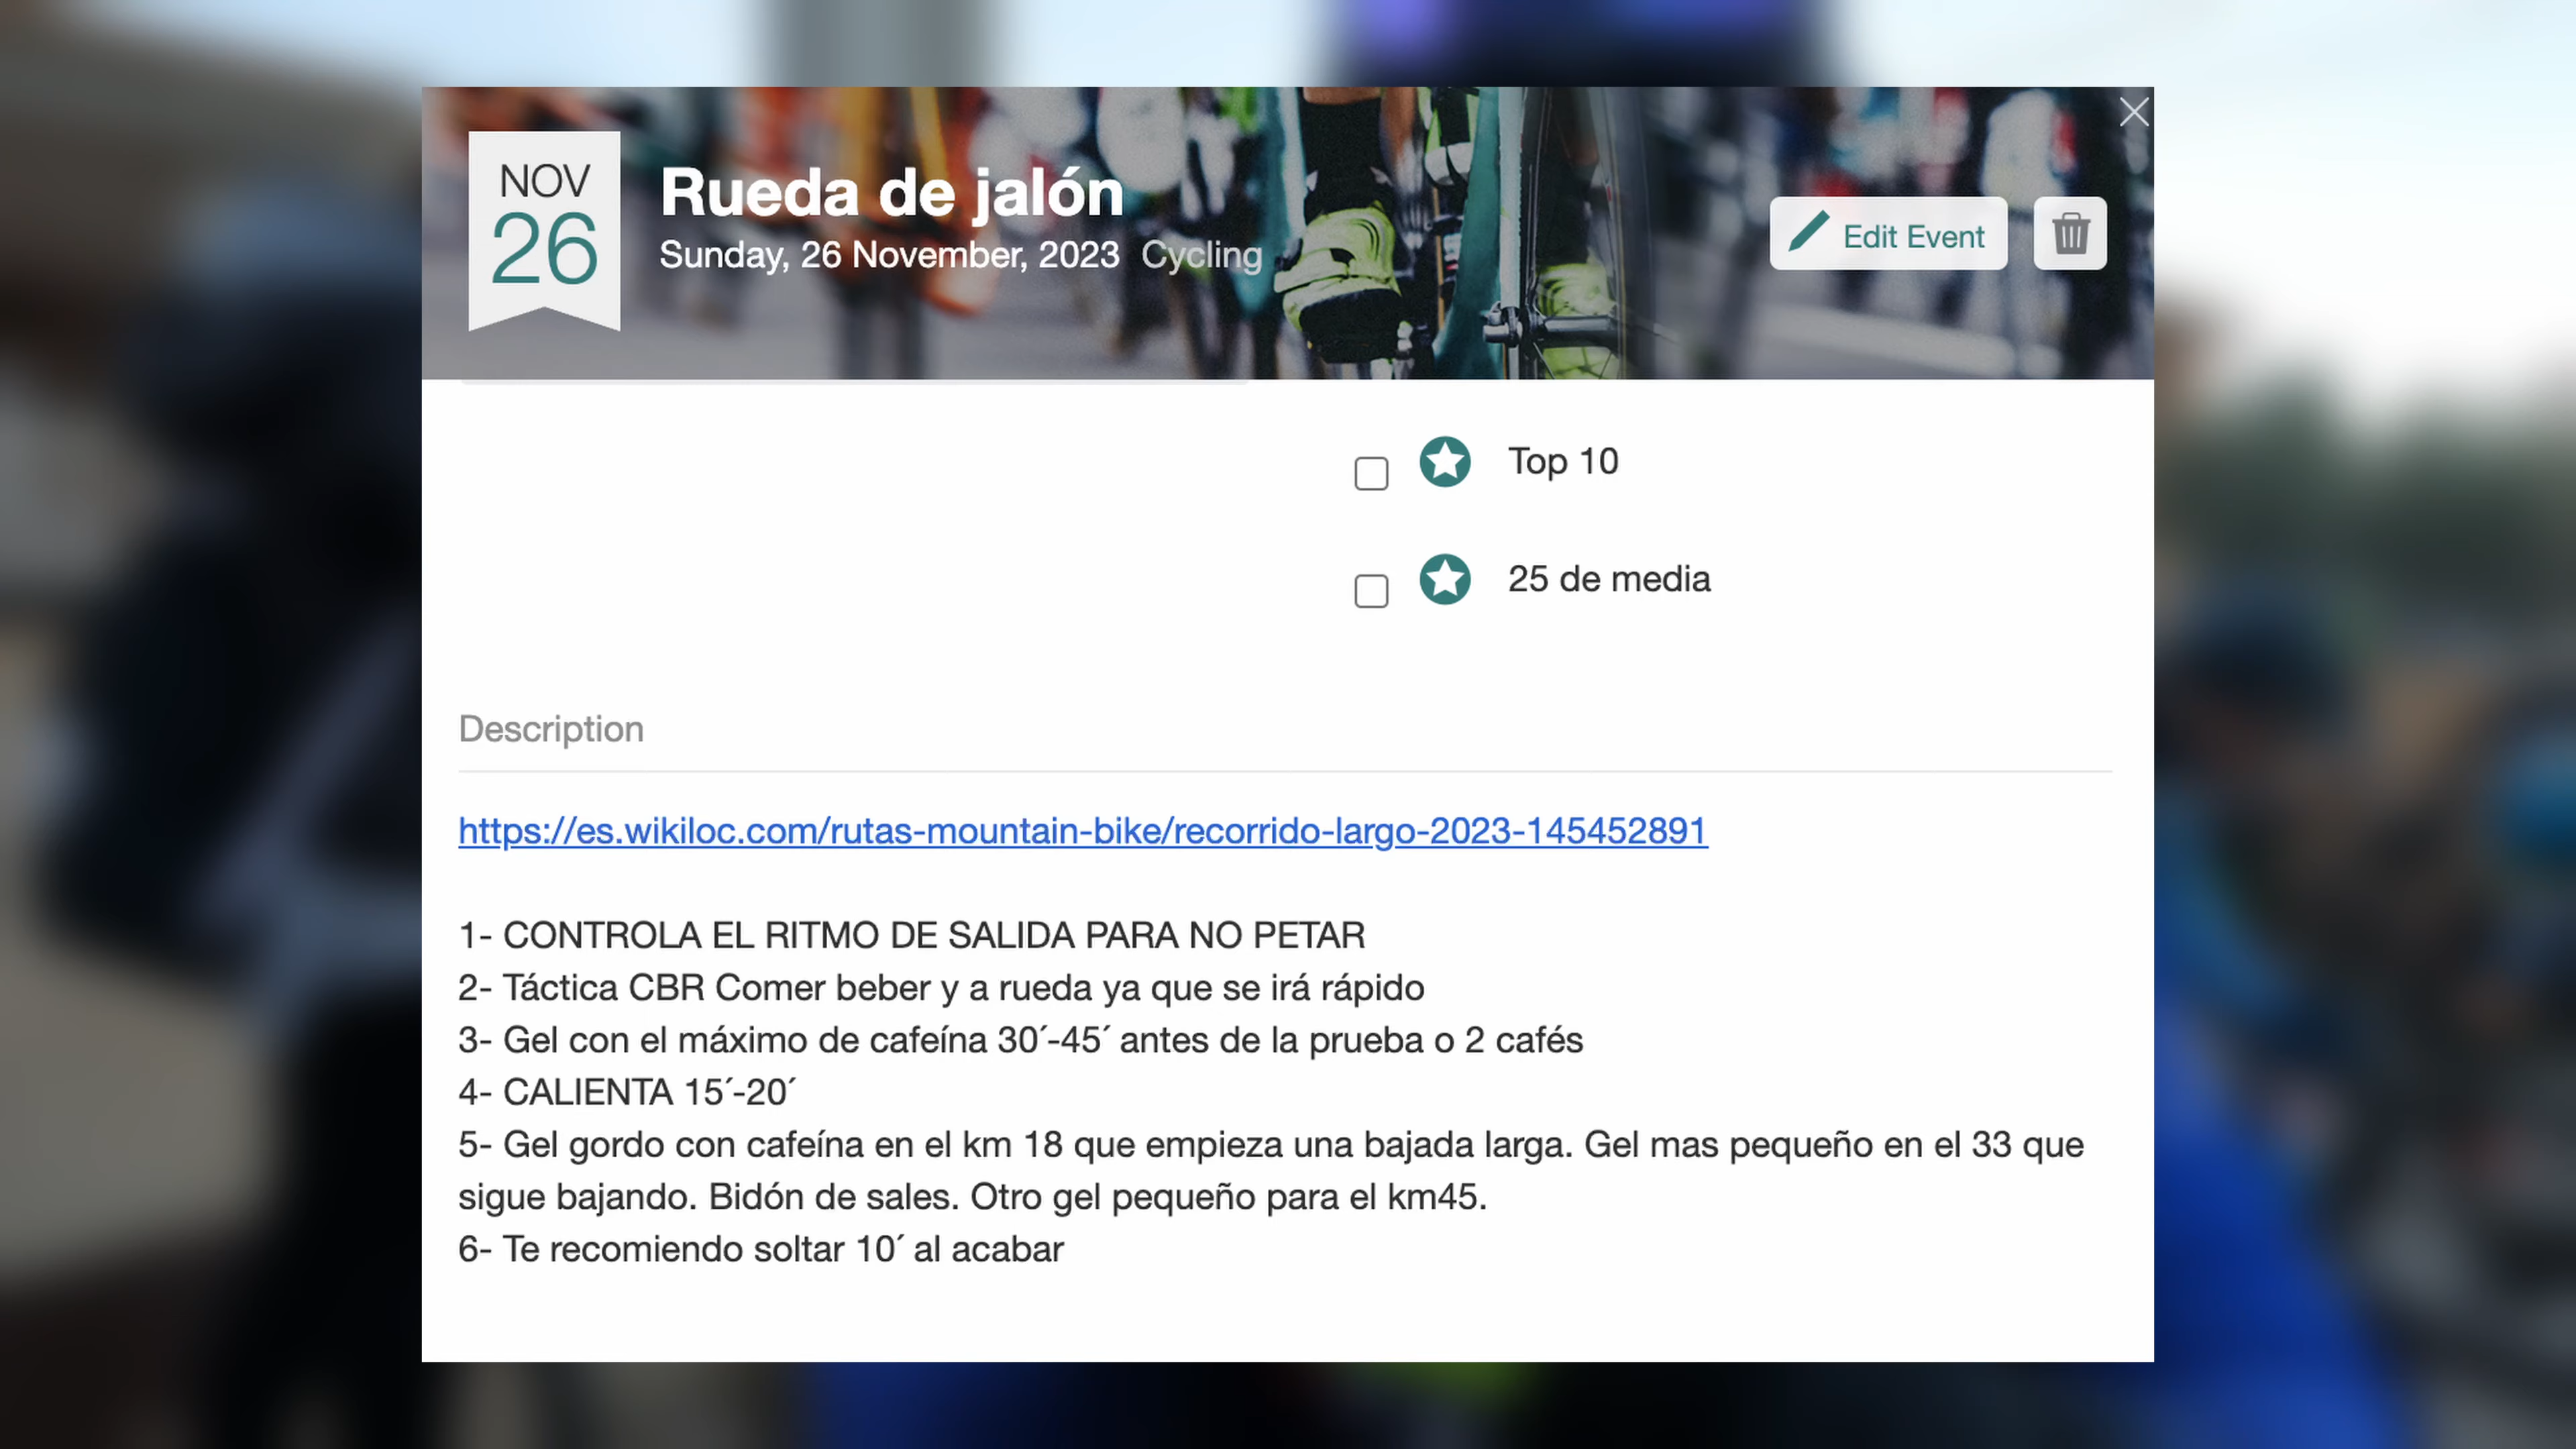 NOV
26
Rueda de jalón
Sunday, 26 November, 2023 Cycling
Edit Event
Top 10
25 de media
Description
https://es.wikiloc.com/rutas-mountain-bike/recorrido-largo-2023-145452891
1- CONTROLA EL RITMO DE SALIDA PARA NO PETAR
2- Táctica CBR Comer beber y a rueda ya que se irá rápido
3- Gel con el máximo de cafeína 30´-45´ antes de la prueba o 2 cafés
4- CALIENTA 15´-20´
5- Gel gordo con cafeína en el km 18 que empieza una bajada larga. Gel mas pequeño en el 33 que
sigue bajando. Bidón de sales. Otro gel pequeño para el km45.
6- Te recomiendo soltar 10´ al acabar